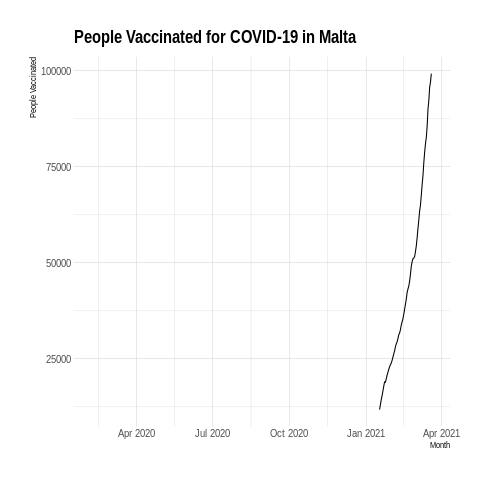 People Vaccinated for COVID-19 in Malta
People Vaccinated
100000
75000
50000
25000
Apr 2020 Jul 2020 Oct 2020 Jan 2021 Apr 2021
Month